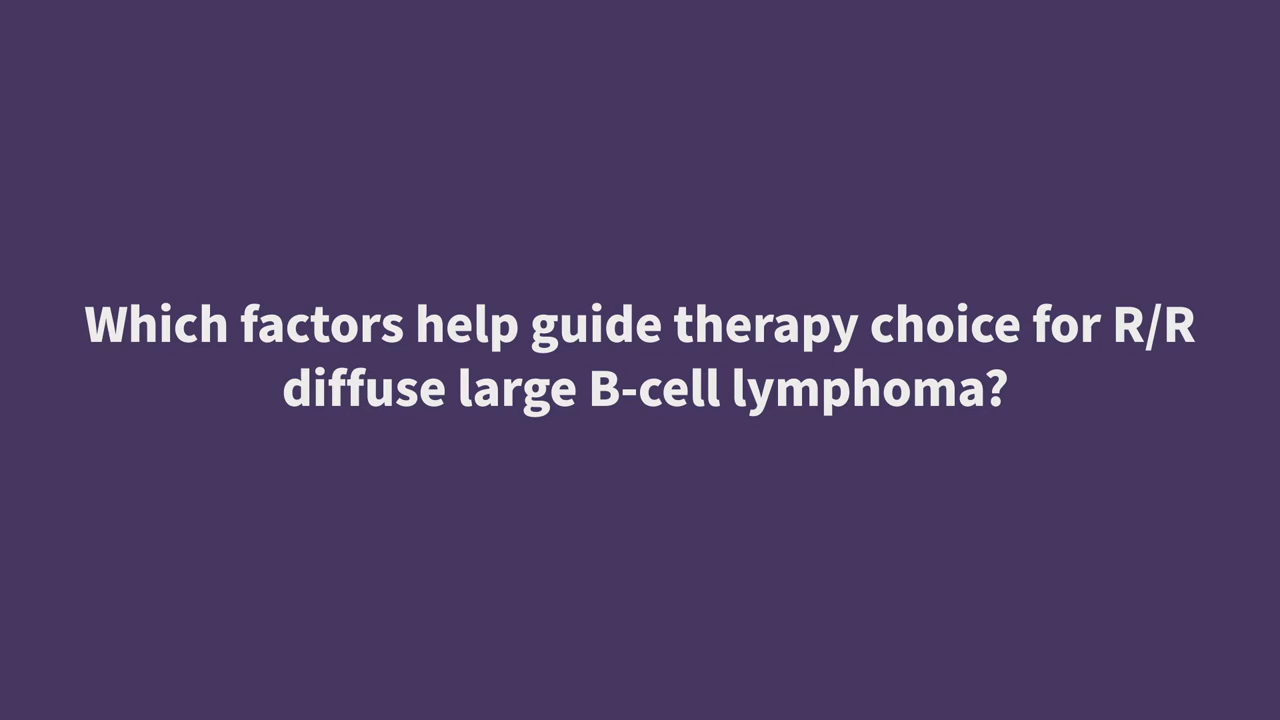 Which factors help guide therapy choice for R/R
diffuse large B-cell lymphoma?